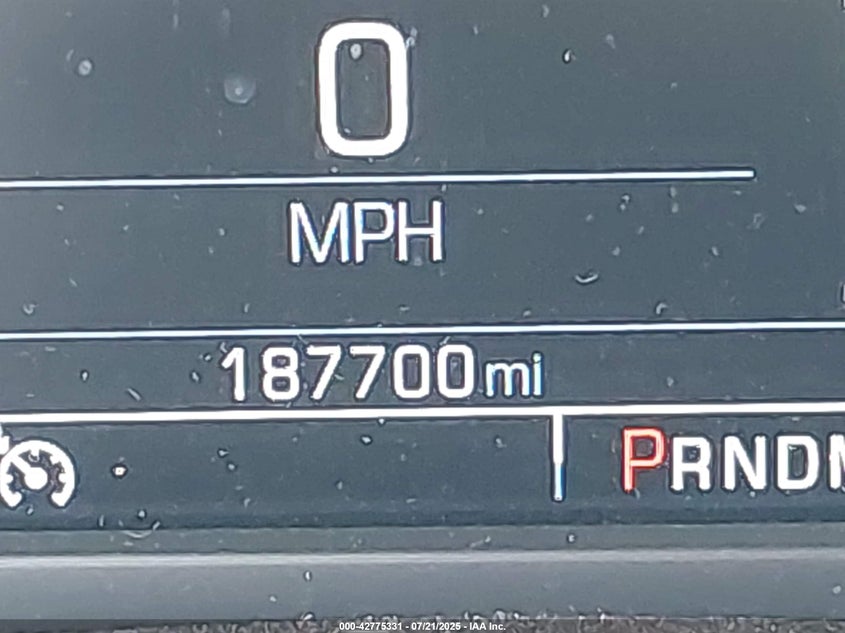 0
MPH
187700mi
PRNDM
000-42775331 - 07/21/2025 - IAA Inc.